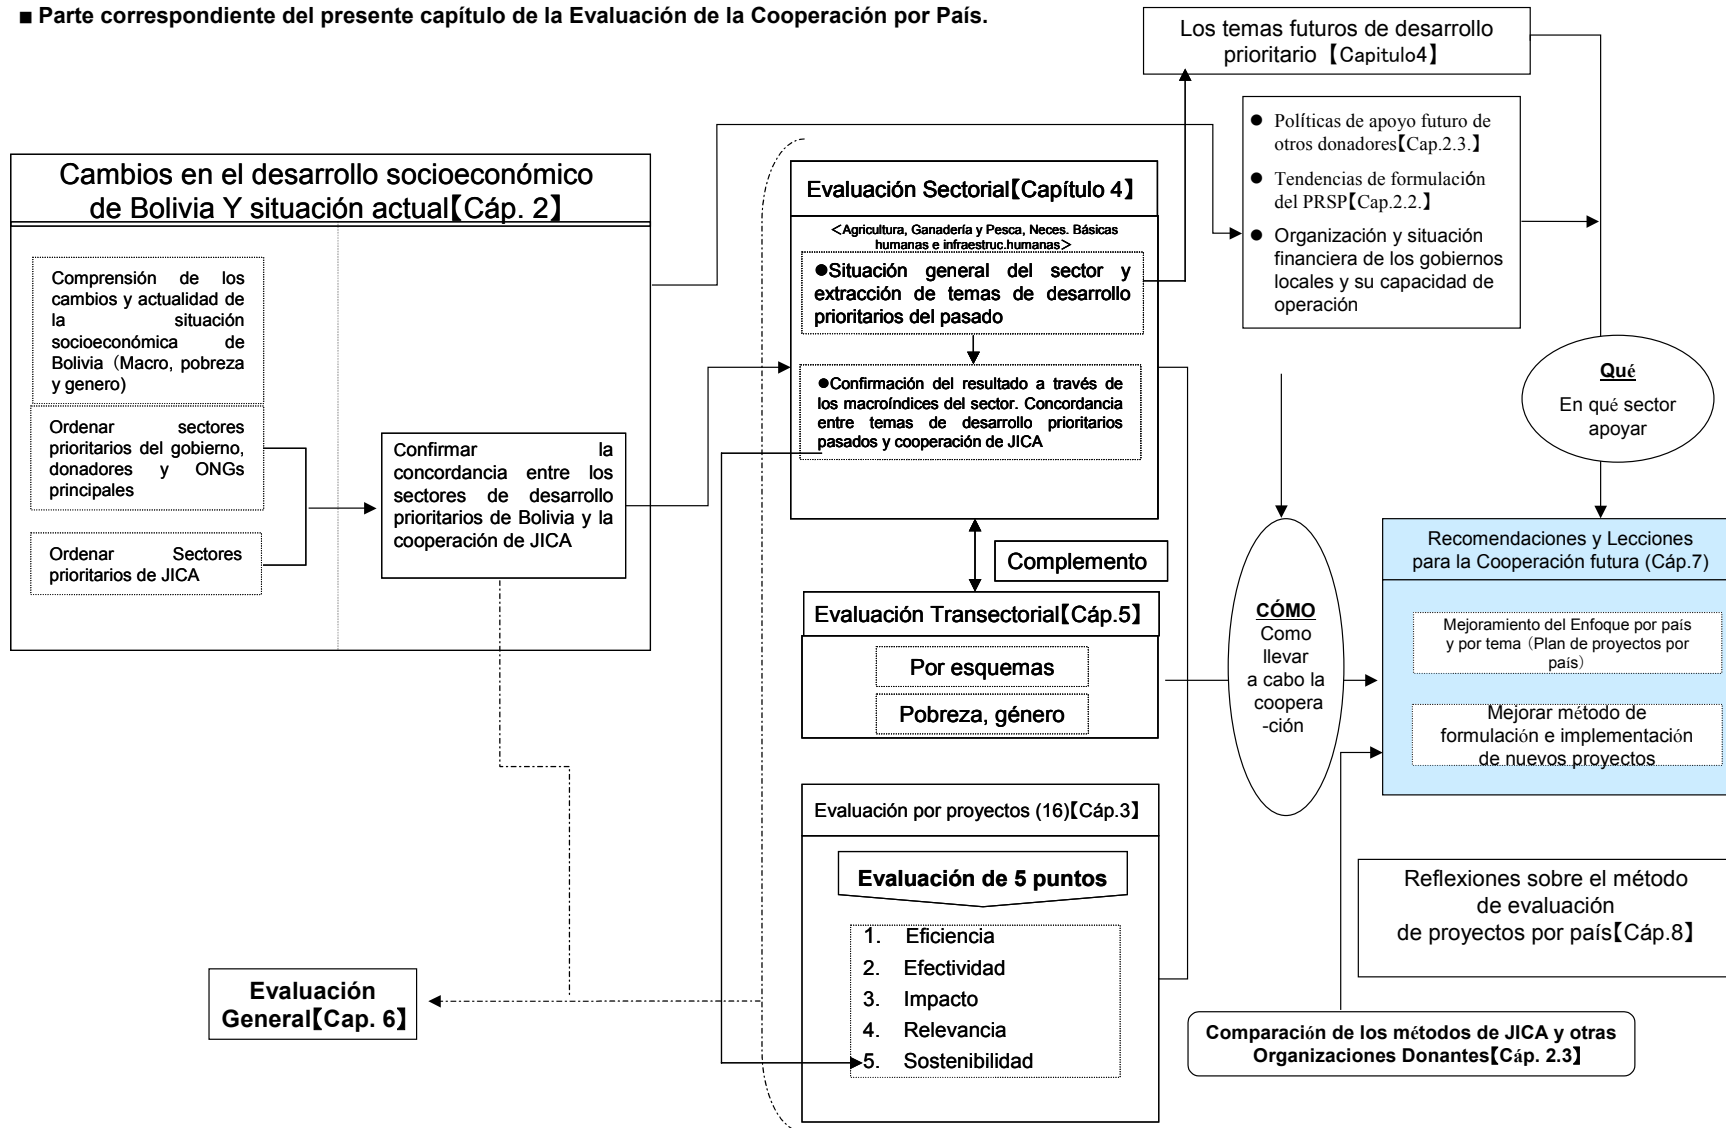 ■ Parte correspondiente del presente capítulo de la Evaluación de la Cooperación por País.
Los temas futuros de desarrollo
prioritario【Capitulo4】
● Políticas de apoyo futuro de
otros donadores【Cap.2.3.】
● Tendencias de formulación
del PRSP【Cap.2.2.】
● Organización y situación
financiera de los gobiernos
locales y su capacidad de
operación
Cambios en el desarrollo socioeconómico
de Bolivia Y situación actual【Cáp. 2】
Comprensión de los
cambios y actualidad de
la situación
socioeconómica de
Bolivia (Macro, pobreza
y genero)
Ordenar sectores
prioritarios del gobierno,
donadores y ONGs
principales
Ordenar Sectores
prioritarios de JICA
Confirmar la
concordancia entre los
sectores de desarrollo
prioritarios de Bolivia y la
cooperación de JICA
Evaluación Sectorial【Capítulo 4】
<Agricultura, Ganadería y Pesca, Neces. Básicas
humanas e infraestruc.humanas>
●Situación general del sector y
extracción de temas de desarrollo
prioritarios del pasado
●Confirmación del resultado a través de
los macroíndices del sector. Concordancia
entre temas de desarrollo prioritarios
pasados y cooperación de JICA
Complemento
Evaluación Transectorial【Cáp.5】
Por esquemas
Pobreza, género
Evaluación por proyectos (16)【Cáp.3】
Evaluación de 5 puntos
1. Eficiencia
2. Efectividad
3. Impacto
4. Relevancia
5. Sostenibilidad
Evaluación
General【Cap. 6】
Qué
En qué sector
apoyar
CÓMO
Como
llevar
a cabo la
coopera
-ción
Recomendaciones y Lecciones
para la Cooperación futura (Cáp.7)
Mejoramiento del Enfoque por país
y por tema (Plan de proyectos por
país)
Mejorar método de
formulación e implementación
de nuevos proyectos
Reflexiones sobre el método
de evaluación
de proyectos por país【Cáp.8】
Comparación de los métodos de JICA y otras
Organizaciones Donantes【Cáp. 2.3】